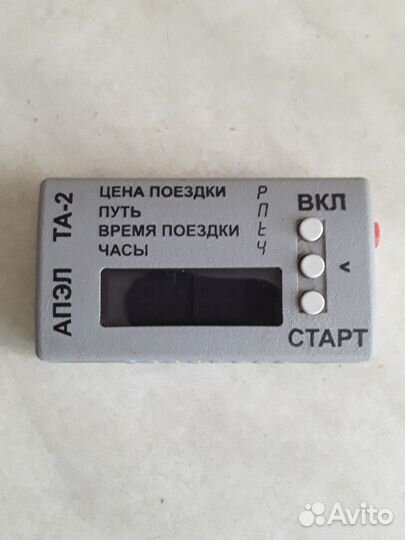 АПЭЛ ТА-2
ЦЕНА ПОЕЗДКИ Р
ПУТЬ П
ВРЕМЯ ПОЕЗДКИ t
ЧАСЫ Ч
ВКЛ
<
СТАРТ
Avito